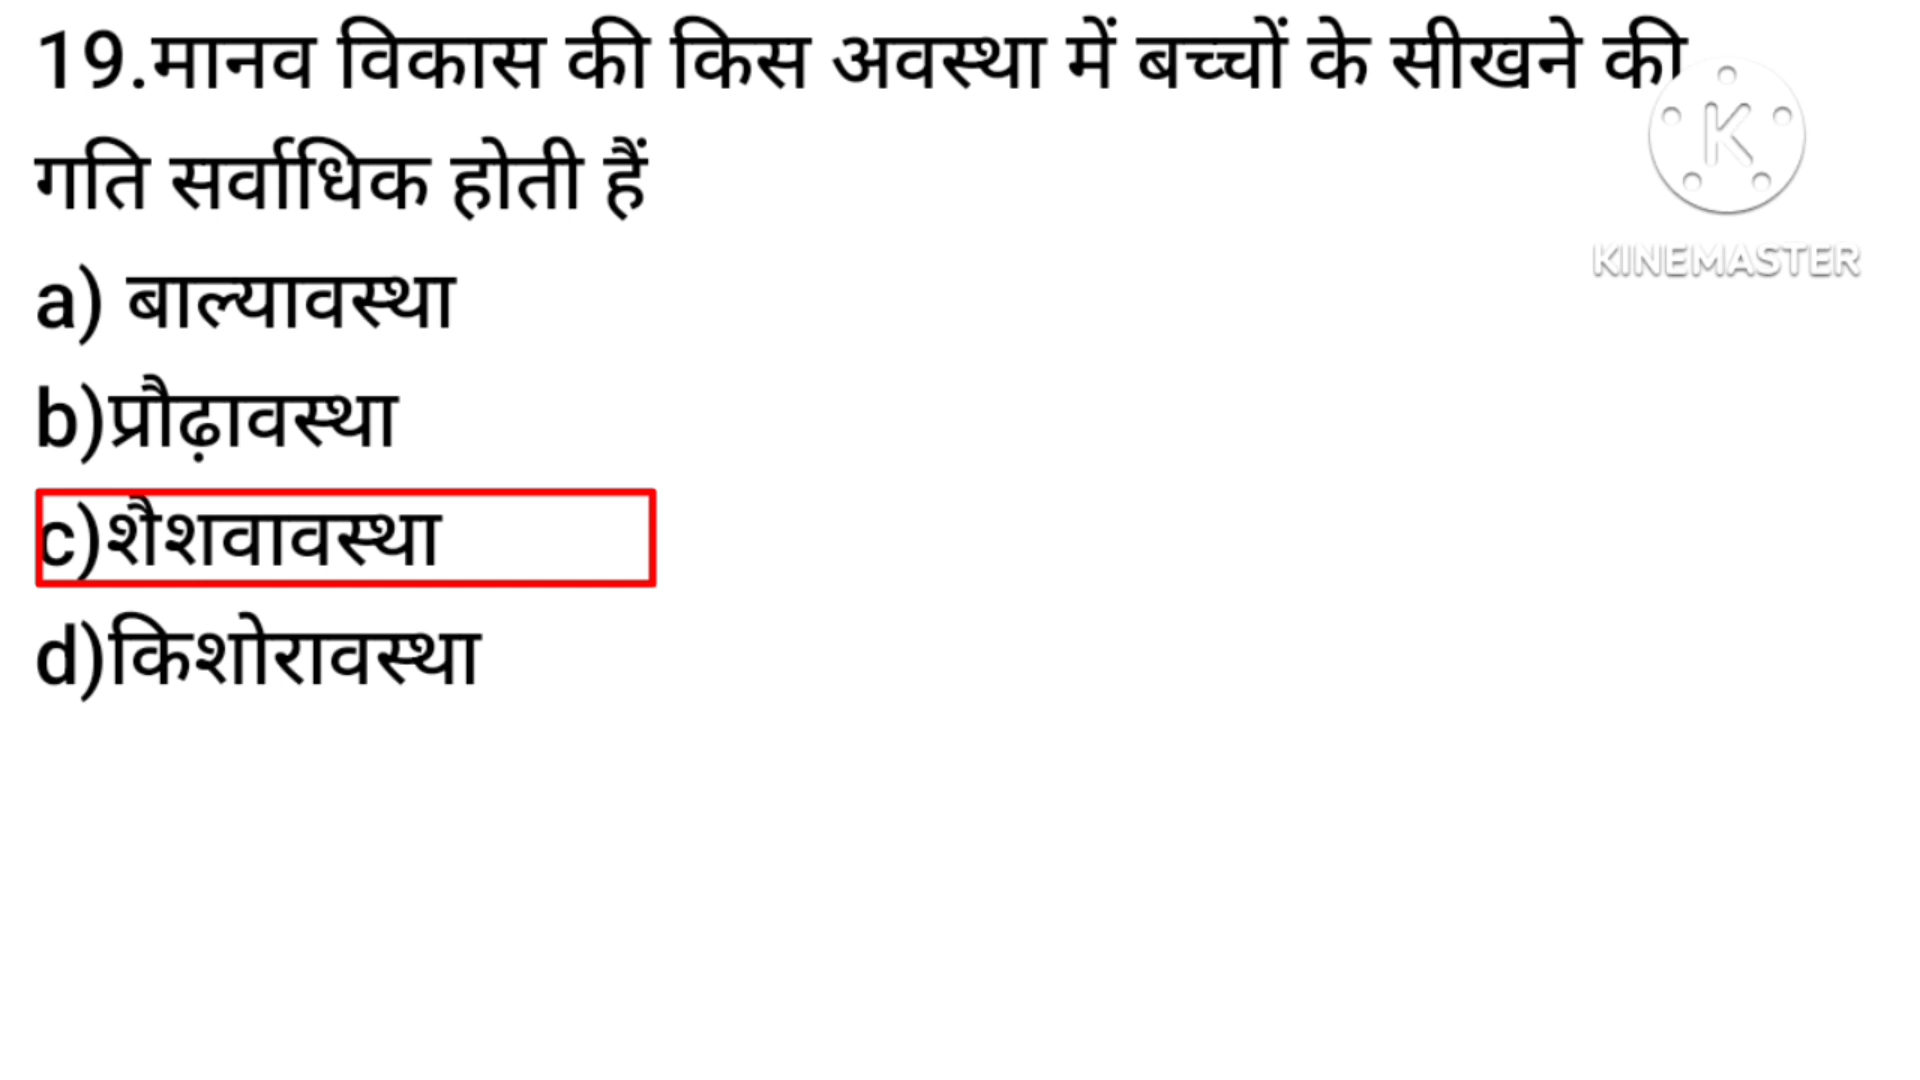 19.मानव विकास की किस अवस्था में बच्चों के सीखने की
गति सर्वाधिक होती हैं
a) बाल्यावस्था
b)प्रौढ़ावस्था
c)शैशवावस्था
d)किशोरावस्था
K
KINEMASTER